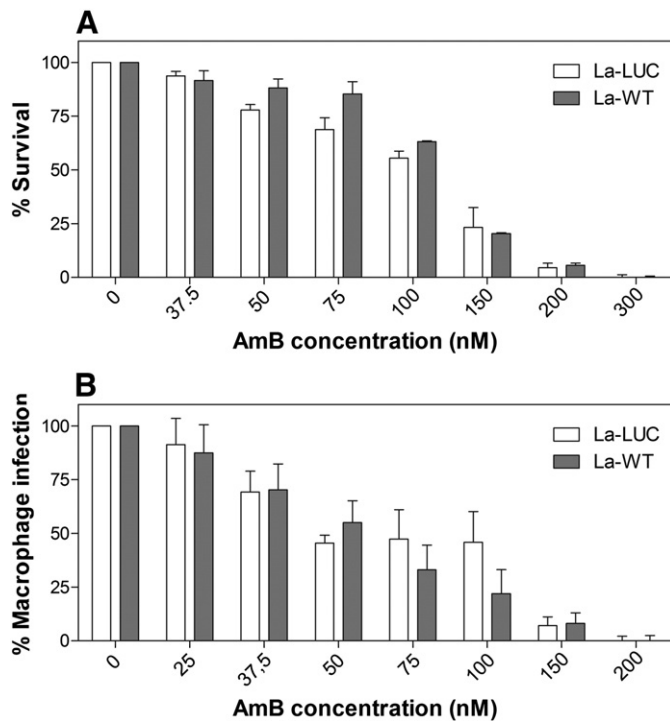 A
100
75
50
25
0
% Survival
La-LUC
La-WT
0 37.5 50 75 100 150 200 300
AmB concentration (nM)
B
100
75
50
25
0
% Macrophage infection
La-LUC
La-WT
0 25 37,5 50 75 100 150 200
AmB concentration (nM)